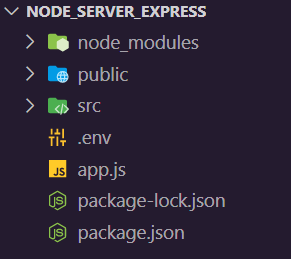 NODE_SERVER_EXPRESS
node_modules
public
src
.env
JS app.js
package-lock.json
package.json